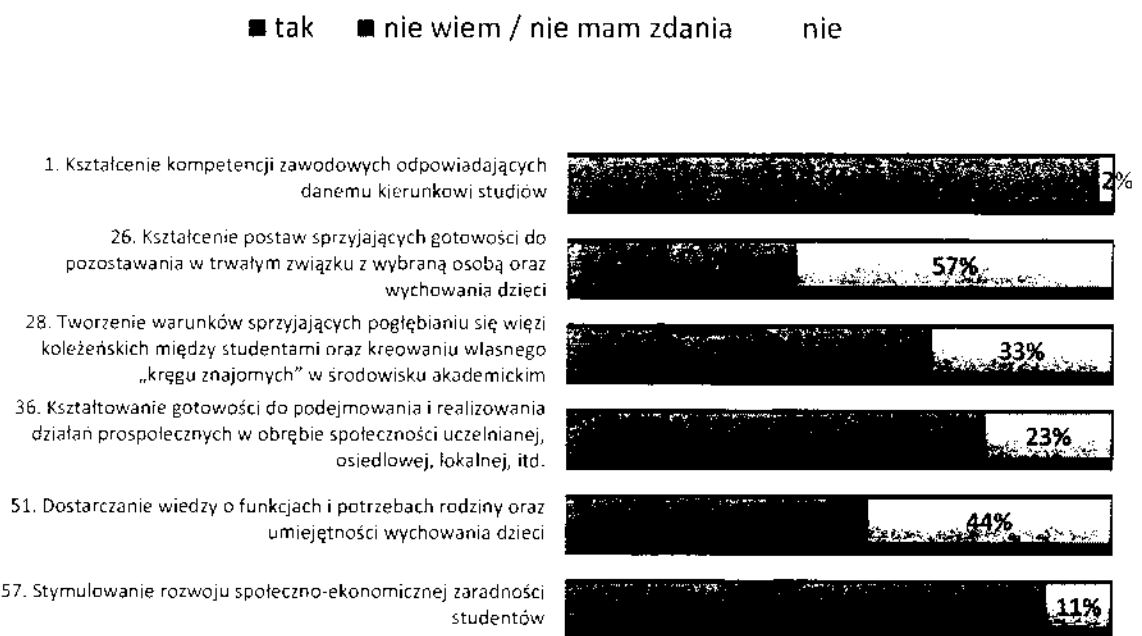 tak nie wiem / nie mam zdania nie
1. Kształcenie kompetencji zawodowych odpowiadających
danemu kierunkowi studiów
2%
26. Kształcenie postaw sprzyjających gotowości do
pozostawania w trwałym związku z wybraną osobą oraz
wychowania dzieci
57%
28. Tworzenie warunków sprzyjających pogłębianiu się więzi
koleżeńskich między studentami oraz kreowaniu własnego
„kręgu znajomych” w środowisku akademickim
33%
36. Kształtowanie gotowości do podejmowania i realizowania
działań prospołecznych w obrębie społeczności uczelnianej,
osiedlowej, lokalnej, itd.
23%
51. Dostarczanie wiedzy o funkcjach i potrzebach rodziny oraz
umiejętności wychowania dzieci
44%
57. Stymulowanie rozwoju społeczno-ekonomicznej zaradności
studentów
11%